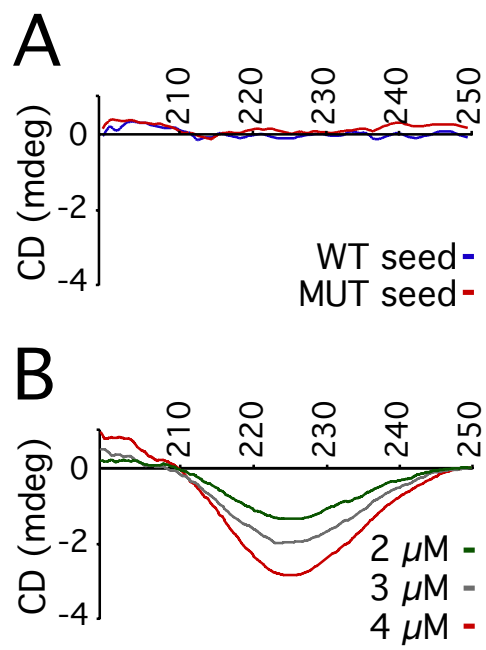 A
210 220 230 240 250
CD (mdeg)
0
-2
-4
WT seed
MUT seed
B
210 220 230 240 250
CD (mdeg)
0
-2
-4
2 µM
3 µM
4 µM